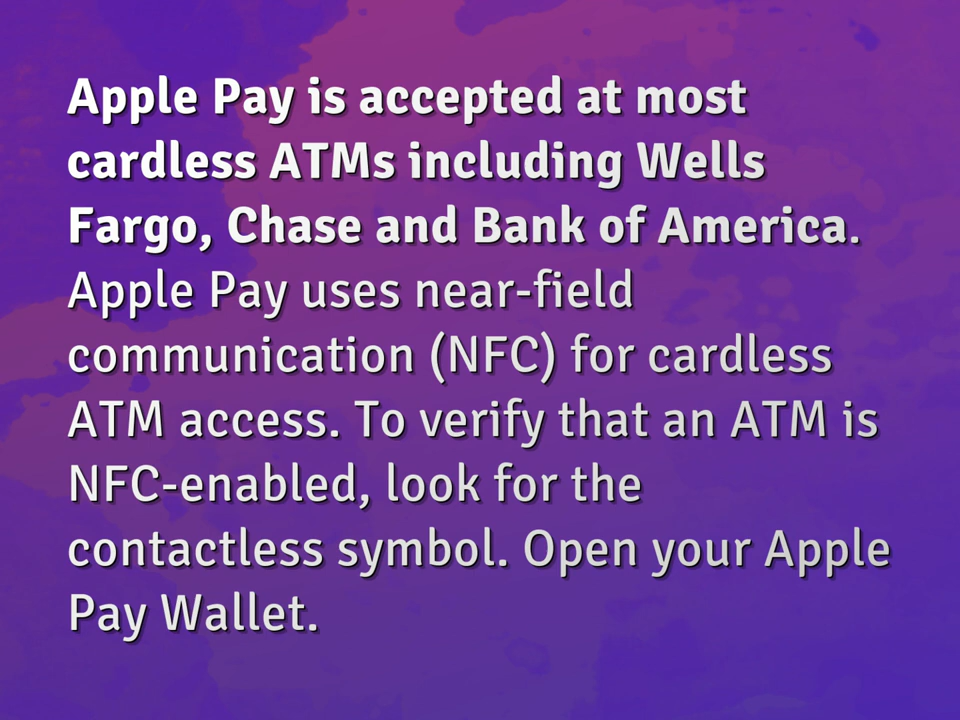 Apple Pay is accepted at most
cardless ATMs including Wells
Fargo, Chase and Bank of America.
Apple Pay uses near-field
communication (NFC) for cardless
ATM access. To verify that an ATM is
NFC-enabled, look for the
contactless symbol. Open your Apple
Pay Wallet.